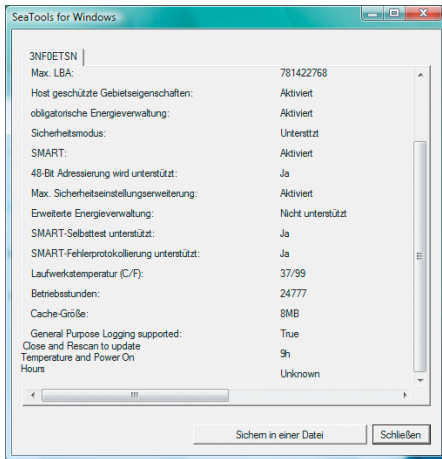 SeaTools for Windows
3NF0ETSN
Max. LBA: 781422768
Host geschützte Gebietseigenschaften: Aktiviert
obligatorische Energieverwaltung: Aktiviert
Sicherheitsmodus: Untersttzt
SMART: Aktiviert
48-Bit Adressierung wird unterstützt: Ja
Max. Sicherheitseinstellungserweiterung: Aktiviert
Erweiterte Energieverwaltung: Nicht unterstützt
SMART-Selbsttest unterstützt: Ja
SMART-Fehlerprotokollierung unterstützt: Ja
Laufwerkstemperatur (C/F): 37/99
Betriebsstunden: 24777
Cache-Größe: 8MB
General Purpose Logging supported: True
Close and Rescan to update
Temperature and Power On 9h
Hours Unknown
Sichern in einer Datei Schließen